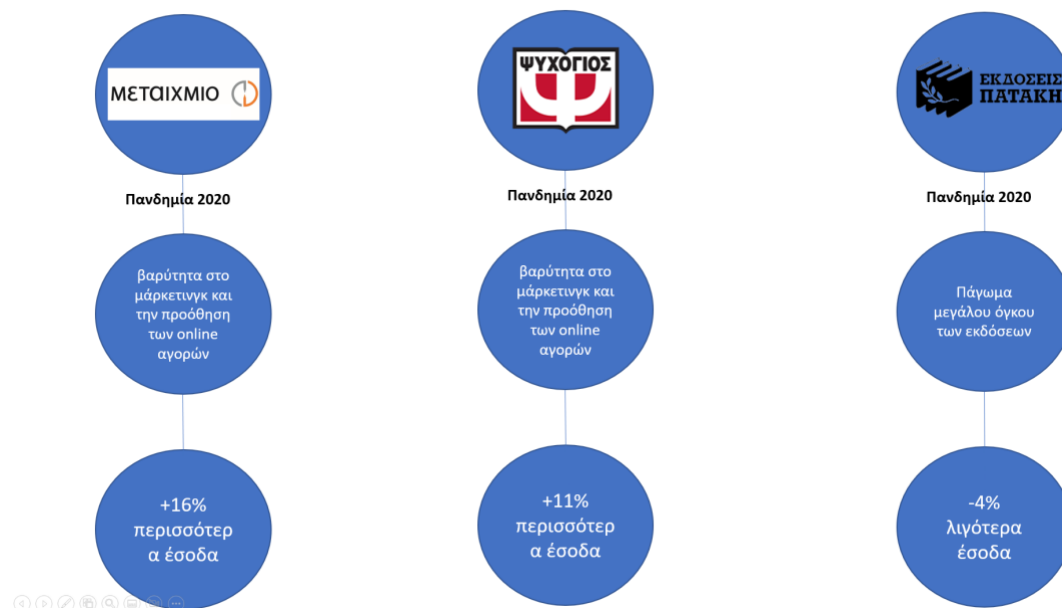 ΜΕΤΑΙΧΜΙΟ
Πανδημία 2020
βαρύτητα στο
μάρκετινγκ και
την προόθηση
των online
αγορών
+16%
περισσότερ
α έσοδα
ΨΥΧΟΓΙΟΣ
Ψ
Πανδημία 2020
βαρύτητα στο
μάρκετινγκ και
την προόθηση
των online
αγορών
+11%
περισσότερ
α έσοδα
ΕΚΔΟΣΕΙΣ
ΠΑΤΑΚΗ
Πανδημία 2020
Πάγωμα
μεγάλου όγκου
των εκδόσεων
-4%
λιγότερα
έσοδα